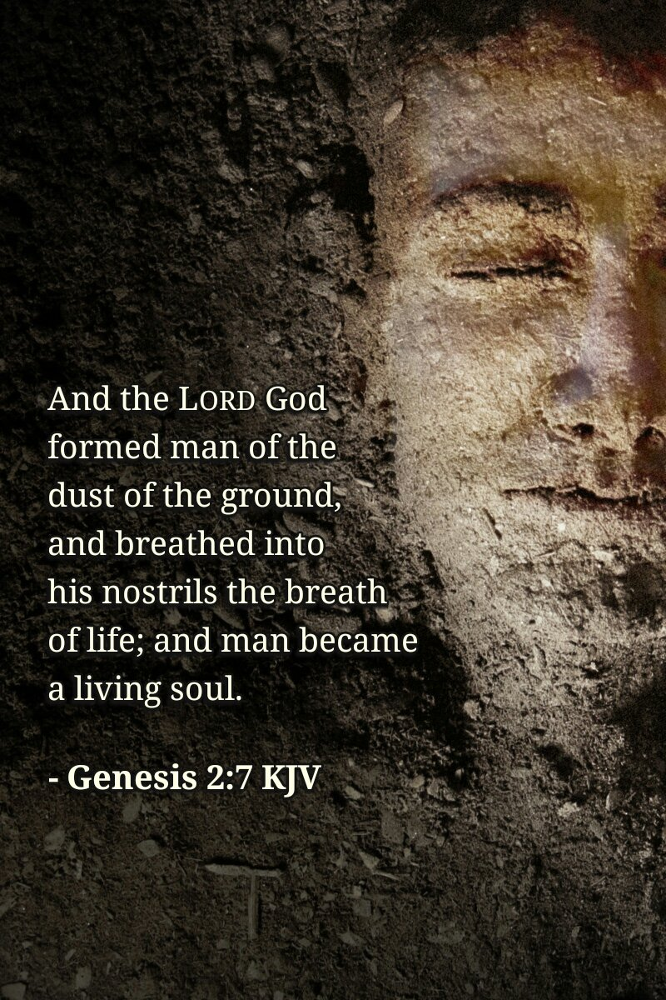 And the LORD God
formed man of the
dust of the ground,
and breathed into
his nostrils the breath
of life; and man became
a living soul.
- Genesis 2:7 KJV